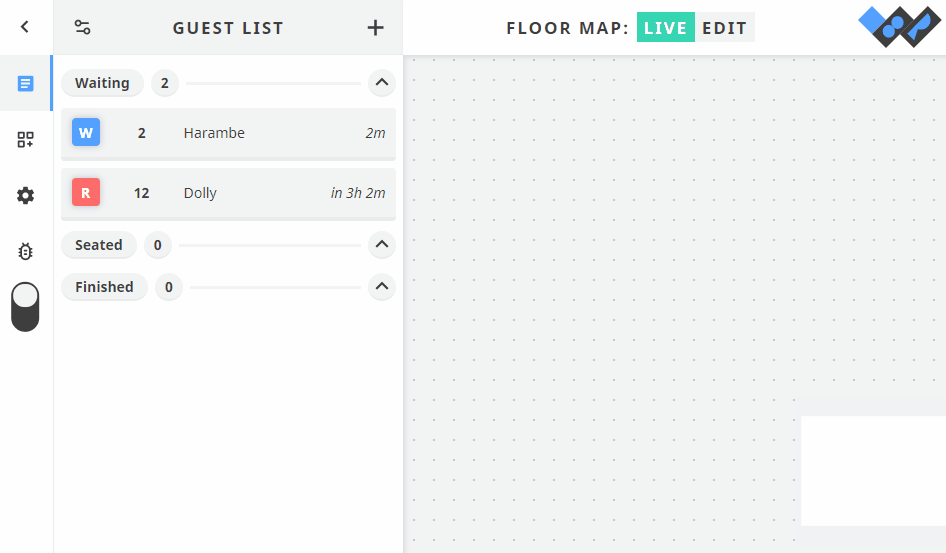 GUEST LIST
FLOOR MAP: LIVE EDIT
Waiting 2
W 2 Harambe 2m
R 12 Dolly in 3h 2m
Seated 0
Finished 0